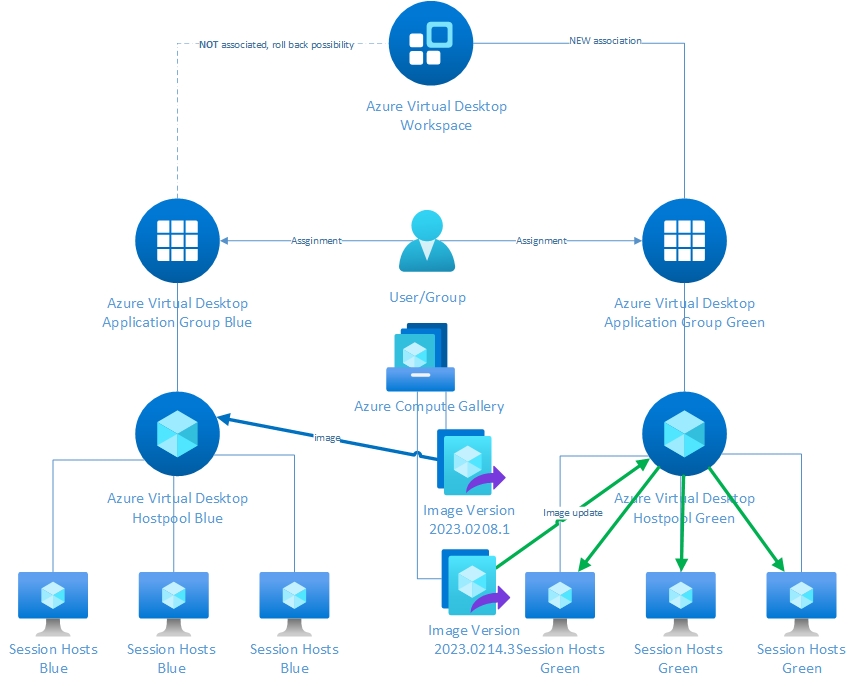 NOT associated, roll back possibility
NEW association
Azure Virtual Desktop
Workspace
Assginment
Assignment
User/Group
Azure Virtual Desktop
Application Group Blue
Azure Virtual Desktop
Application Group Green
Azure Compute Gallery
image
Azure Virtual Desktop
Hostpool Blue
Image Version
2023.0208.1
Image update
Azure Virtual Desktop
Hostpool Green
Image Version
2023.0214.3
Session Hosts
Blue
Session Hosts
Blue
Session Hosts
Blue
Session Hosts
Green
Session Hosts
Green
Session Hosts
Green